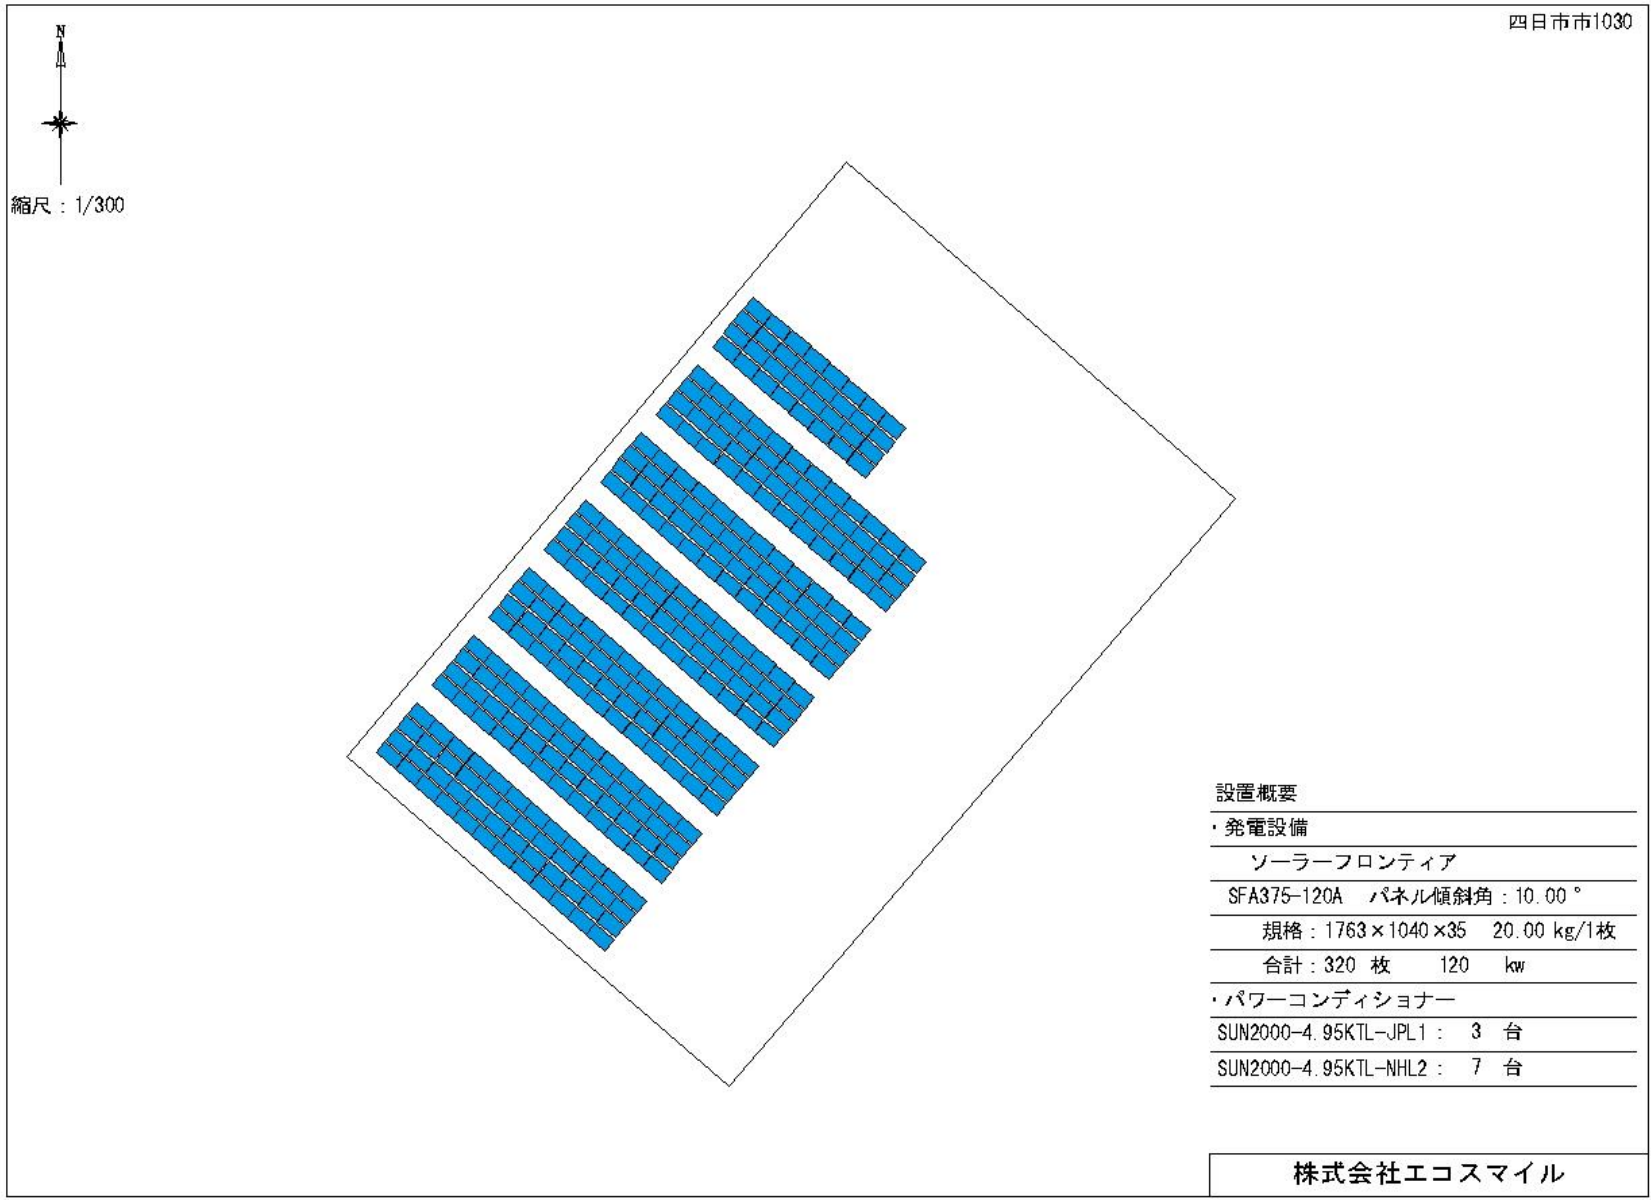 四日市市1030
N
縮尺：1/300
設置概要
・発電設備
ソーラーフロンティア
SFA375-120A パネル傾斜角：10.00°
規格：1763×1040×35 20.00 kg/1枚
合計：320 枚 120 kw
・パワーコンディショナー
SUN2000-4.95KTL-JPL1： 3 台
SUN2000-4.95KTL-NHL2： 7 台
株式会社エコスマイル